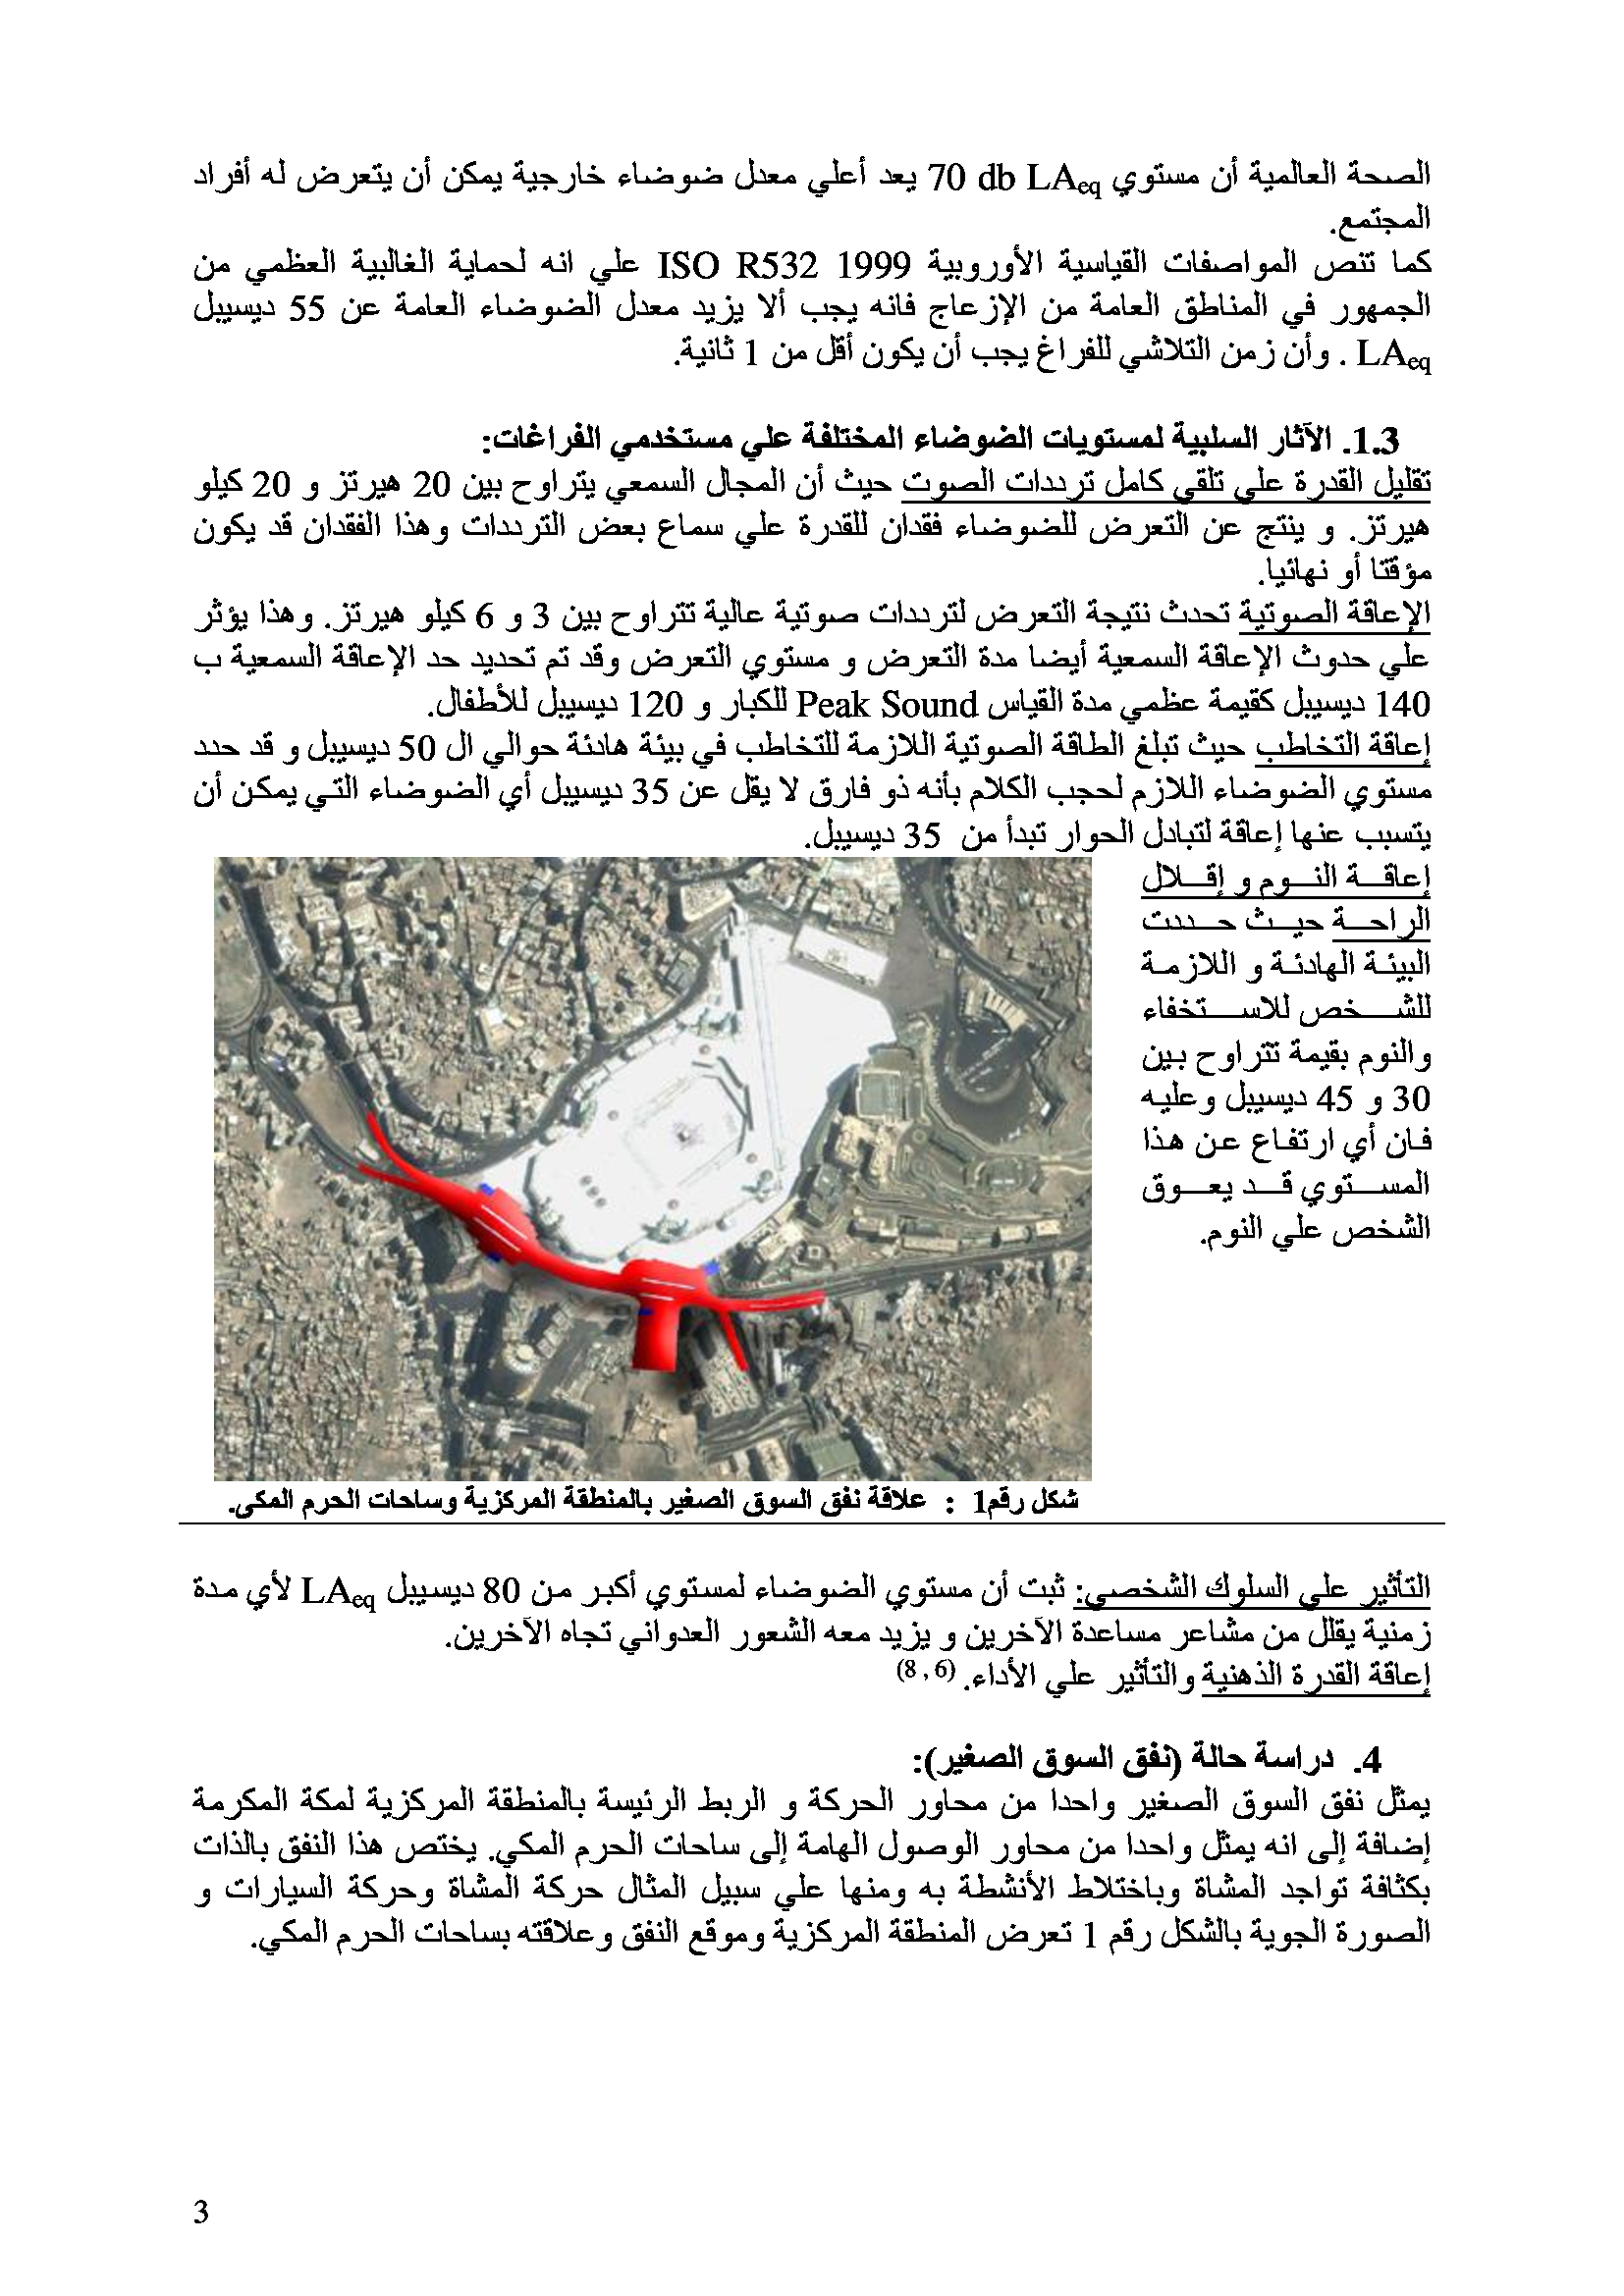 الصحة العالمية أن مستوي 70 db LAeq يعد أعلي معدل ضوضاء خارجية يمكن أن يتعرض له أفراد
المجتمع.
كما تنص المواصفات القياسية الأوروبية ISO R532 1999 علي انه لحماية الغالبية العظمي من
الجمهور في المناطق العامة من الإزعاج فانه يجب ألا يزيد معدل الضوضاء العامة عن 55 ديسيبل
LAeq . وأن زمن التلاشي للفراغ يجب أن يكون أقل من 1 ثانية.
1.3. الآثار السلبية لمستويات الضوضاء المختلفة علي مستخدمي الفراغات:
تقليل القدرة علي تلقي كامل ترددات الصوت حيث أن المجال السمعي يتراوح بين 20 هيرتز و 20 كيلو
هيرتز. و ينتج عن التعرض للضوضاء فقدان للقدرة علي سماع بعض الترددات وهذا الفقدان قد يكون
مؤقتا أو نهائيا.
الإعاقة الصوتية تحدث نتيجة التعرض لترددات صوتية عالية تتراوح بين 3 و 6 كيلو هيرتز. وهذا يؤثر
علي حدوث الإعاقة السمعية أيضا مدة التعرض و مستوي التعرض وقد تم تحديد حد الإعاقة السمعية ب
140 ديسيبل كقيمة عظمي مدة القياس Peak Sound للكبار و 120 ديسيبل للأطفال.
إعاقة التخاطب حيث تبلغ الطاقة الصوتية اللازمة للتخاطب في بيئة هادئة حوالي ال 50 ديسيبل و قد حدد
مستوي الضوضاء اللازم لحجب الكلام بأنه ذو فارق لا يقل عن 35 ديسيبل أي الضوضاء التي يمكن أن
يتسبب عنها إعاقة لتبادل الحوار تبدأ من 35 ديسيبل.
إعاقة النوم و إقلال
الراحة حيث حددت
البيئة الهادئة و اللازمة
للشخص للاستخفاء
والنوم بقيمة تتراوح بين
30 و 45 ديسيبل وعليه
فان أي ارتفاع عن هذا
المستوي قد يعوق
الشخص علي النوم.
شكل رقم1 : علاقة نفق السوق الصغير بالمنطقة المركزية وساحات الحرم المكى.
التأثير علي السلوك الشخصي: ثبت أن مستوي الضوضاء لمستوي أكبر من 80 ديسيبل LAeq لأي مدة
زمنية يقلل من مشاعر مساعدة الآخرين و يزيد معه الشعور العدواني تجاه الآخرين.
إعاقة القدرة الذهنية والتأثير علي الأداء. (6 ,8)
4. دراسة حالة (نفق السوق الصغير):
يمثل نفق السوق الصغير واحدا من محاور الحركة و الربط الرئيسة بالمنطقة المركزية لمكة المكرمة
إضافة إلى انه يمثل واحدا من محاور الوصول الهامة إلى ساحات الحرم المكي. يختص هذا النفق بالذات
بكثافة تواجد المشاة وباختلاط الأنشطة به ومنها علي سبيل المثال حركة المشاة وحركة السيارات و
الصورة الجوية بالشكل رقم 1 تعرض المنطقة المركزية وموقع النفق وعلاقته بساحات الحرم المكي.
3